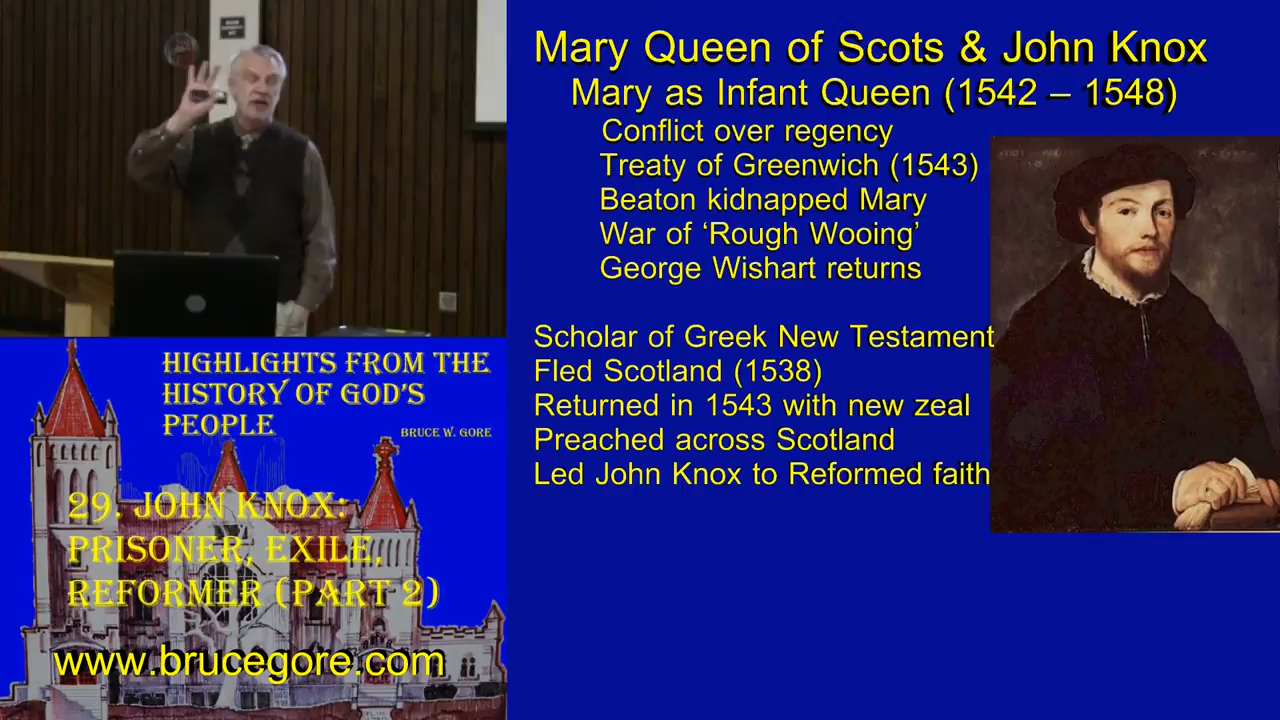 Mary Queen of Scots & John Knox
Mary as Infant Queen (1542 – 1548)
Conflict over regency
Treaty of Greenwich (1543)
Beaton kidnapped Mary
War of ‘Rough Wooing’
George Wishart returns
Scholar of Greek New Testament
Fled Scotland (1538)
Returned in 1543 with new zeal
Preached across Scotland
Led John Knox to Reformed faith
HIGHLIGHTS FROM THE
HISTORY OF GOD'S
PEOPLE
BRUCE W. GORE
29. JOHN KNOX:
PRISONER, EXILE,
REFORMER (PART 2)
www.brucegore.com